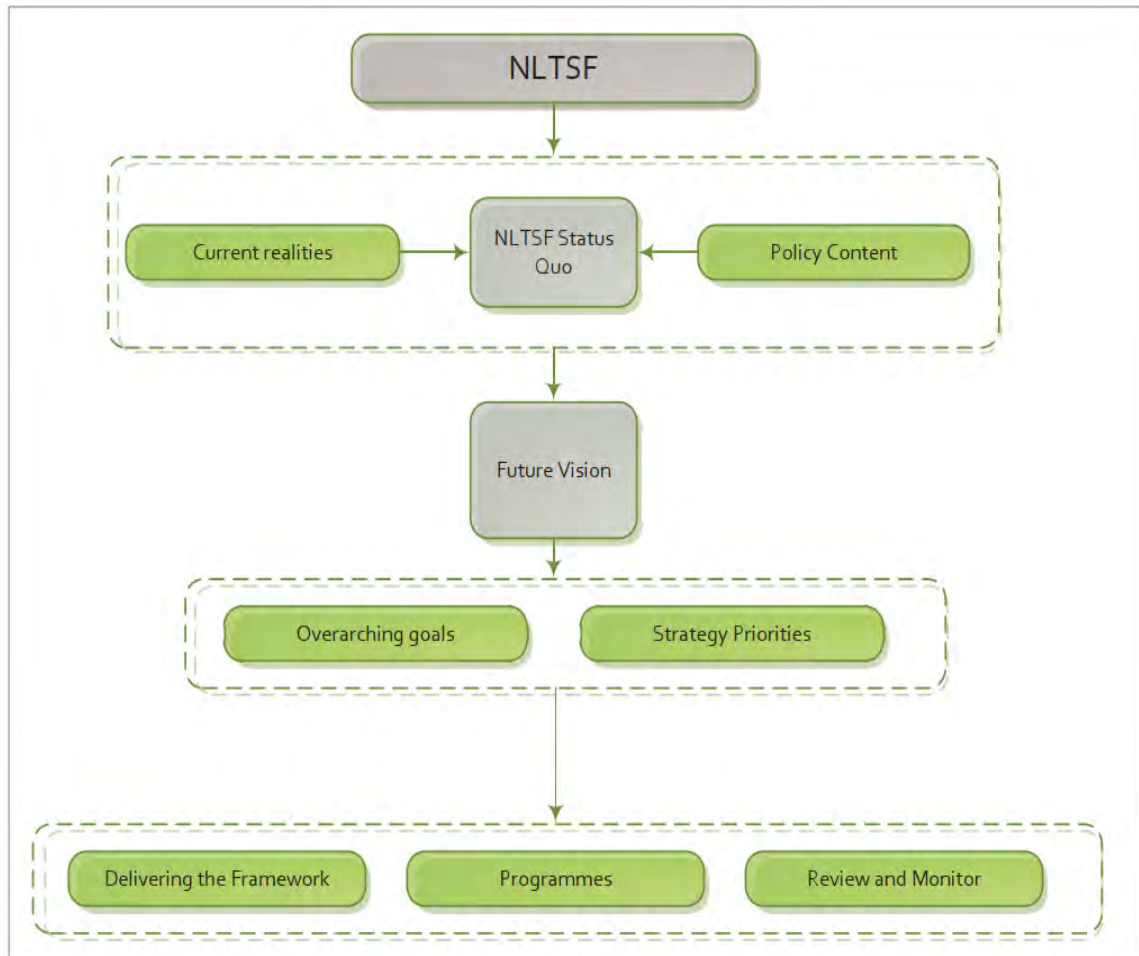 NLTSF
Current realities
NLTSF Status
Quo
Policy Content
Future Vision
Overarching goals
Strategy Priorities
Delivering the Framework
Programmes
Review and Monitor